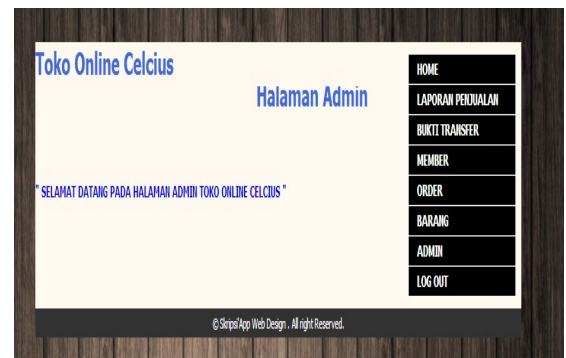 Toko Online Celcius
Halaman Admin
" SELAMAT DATANG PADA HALAMAN ADMIN TOKO ONLINE CELCIUS "
HOME
LAPORAN PENJUALAN
BUKTI TRANSFER
MEMBER
ORDER
BARANG
ADMIN
LOG OUT
© Skripsi'App Web Design . All right Reserved.